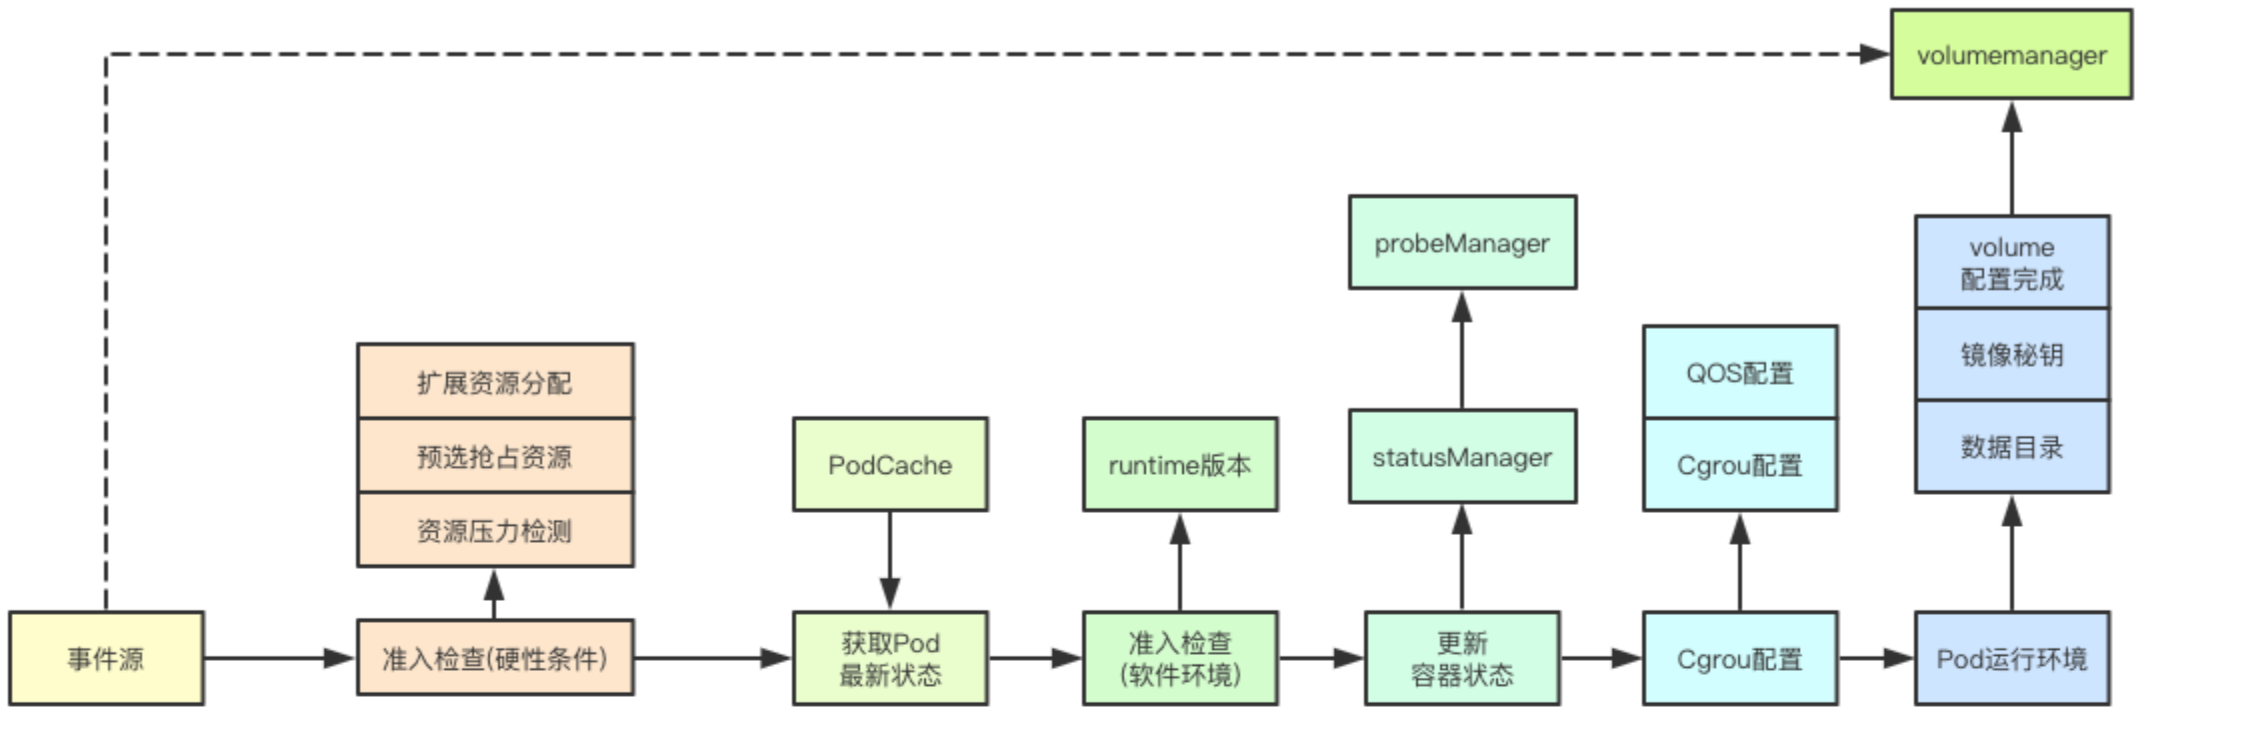 volumemanager
probeManager
volume
配置完成
扩展资源分配
QOS配置
镜像秘钥
预选抢占资源
PodCache
runtime版本
statusManager
Cgrou配置
数据目录
资源压力检测
事件源
准入检查(硬性条件)
获取Pod
最新状态
准入检查
(软件环境)
更新
容器状态
Cgrou配置
Pod运行环境